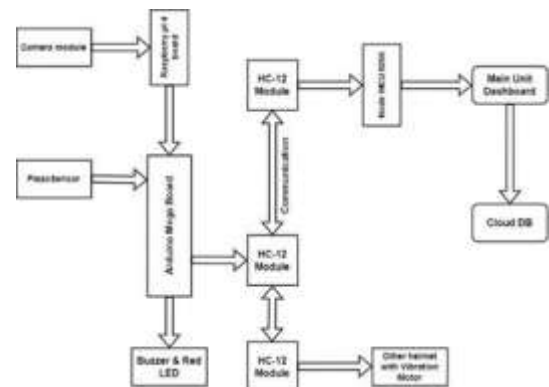 Camera module
Raspberry pi 4
board
HC-12
Module
Node MCU 8266
Main Unit
Dashboard
Communication
PiezoSensor
Arduino Mega Board
HC-12
Module
Cloud DB
Buzzer & Red
LED
HC-12
Module
Other helmet
with Vibration
Motor